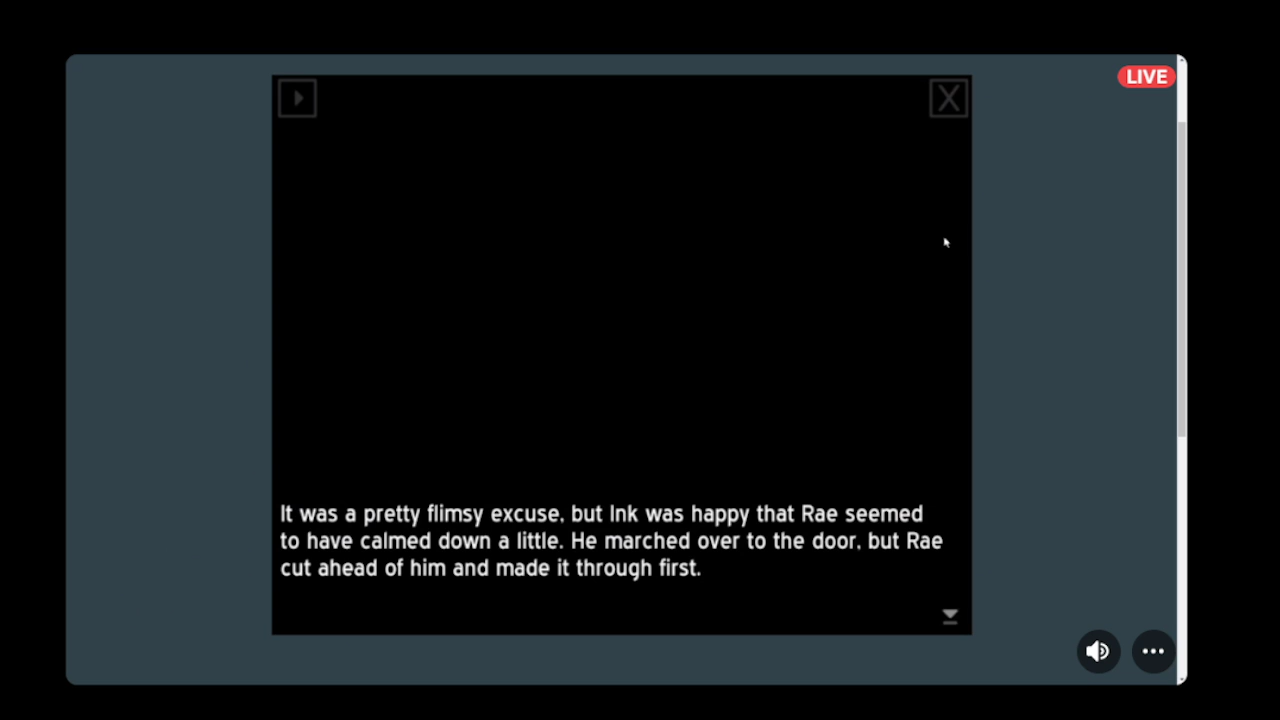 LIVE
It was a pretty flimsy excuse, but Ink was happy that Rae seemed
to have calmed down a little. He marched over to the door, but Rae
cut ahead of him and made it through first.